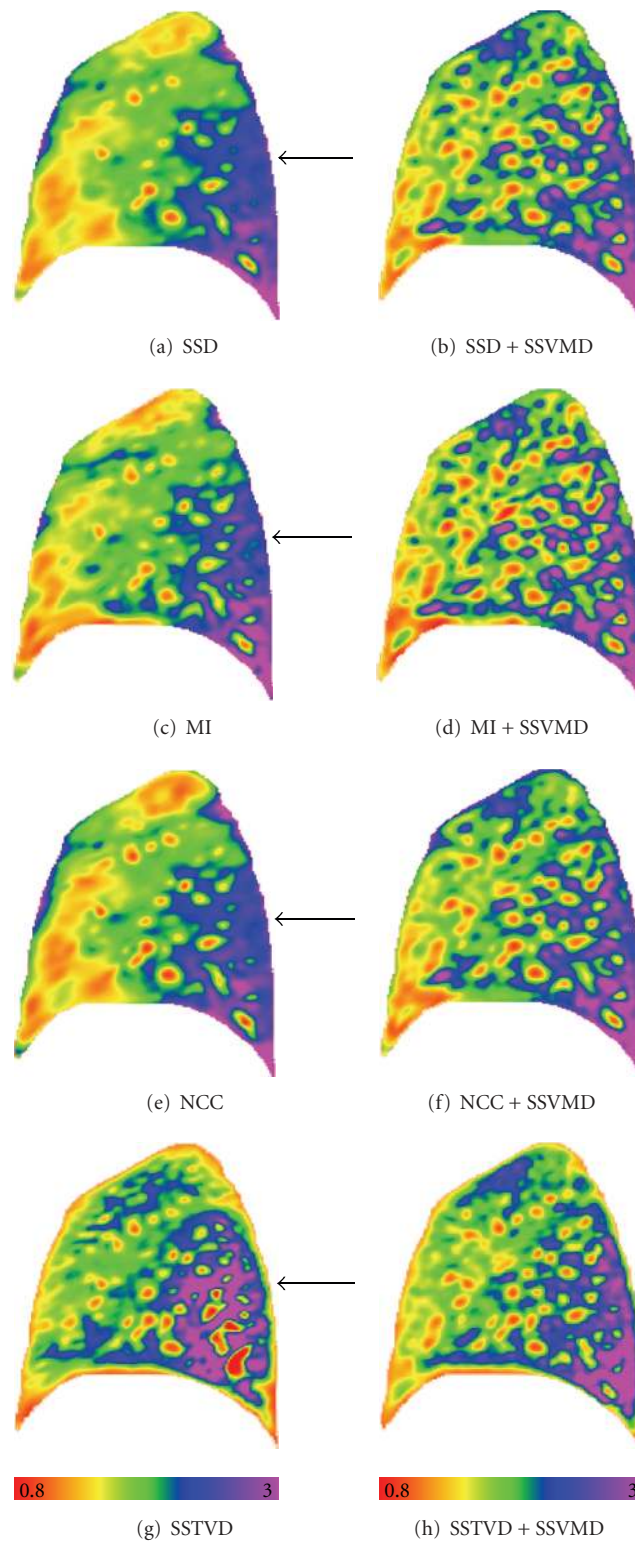 (a) SSD
(b) SSD + SSVMD
(c) MI
(d) MI + SSVMD
(e) NCC
(f) NCC + SSVMD
0.8 3
0.8 3
(g) SSTVD
(h) SSTVD + SSVMD